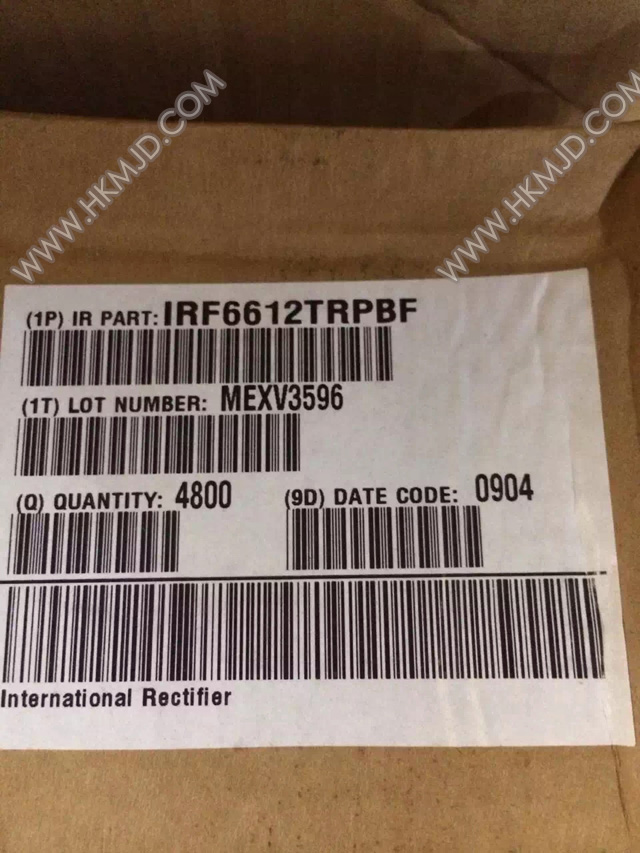 WWW.HKMJD.COM
WWW.HKMJD.COM
(1P) IR PART: IRF6612TRPBF
(1T) LOT NUMBER: MEXV3596
(Q) QUANTITY: 4800 (9D) DATE CODE: 0904
International Rectifier